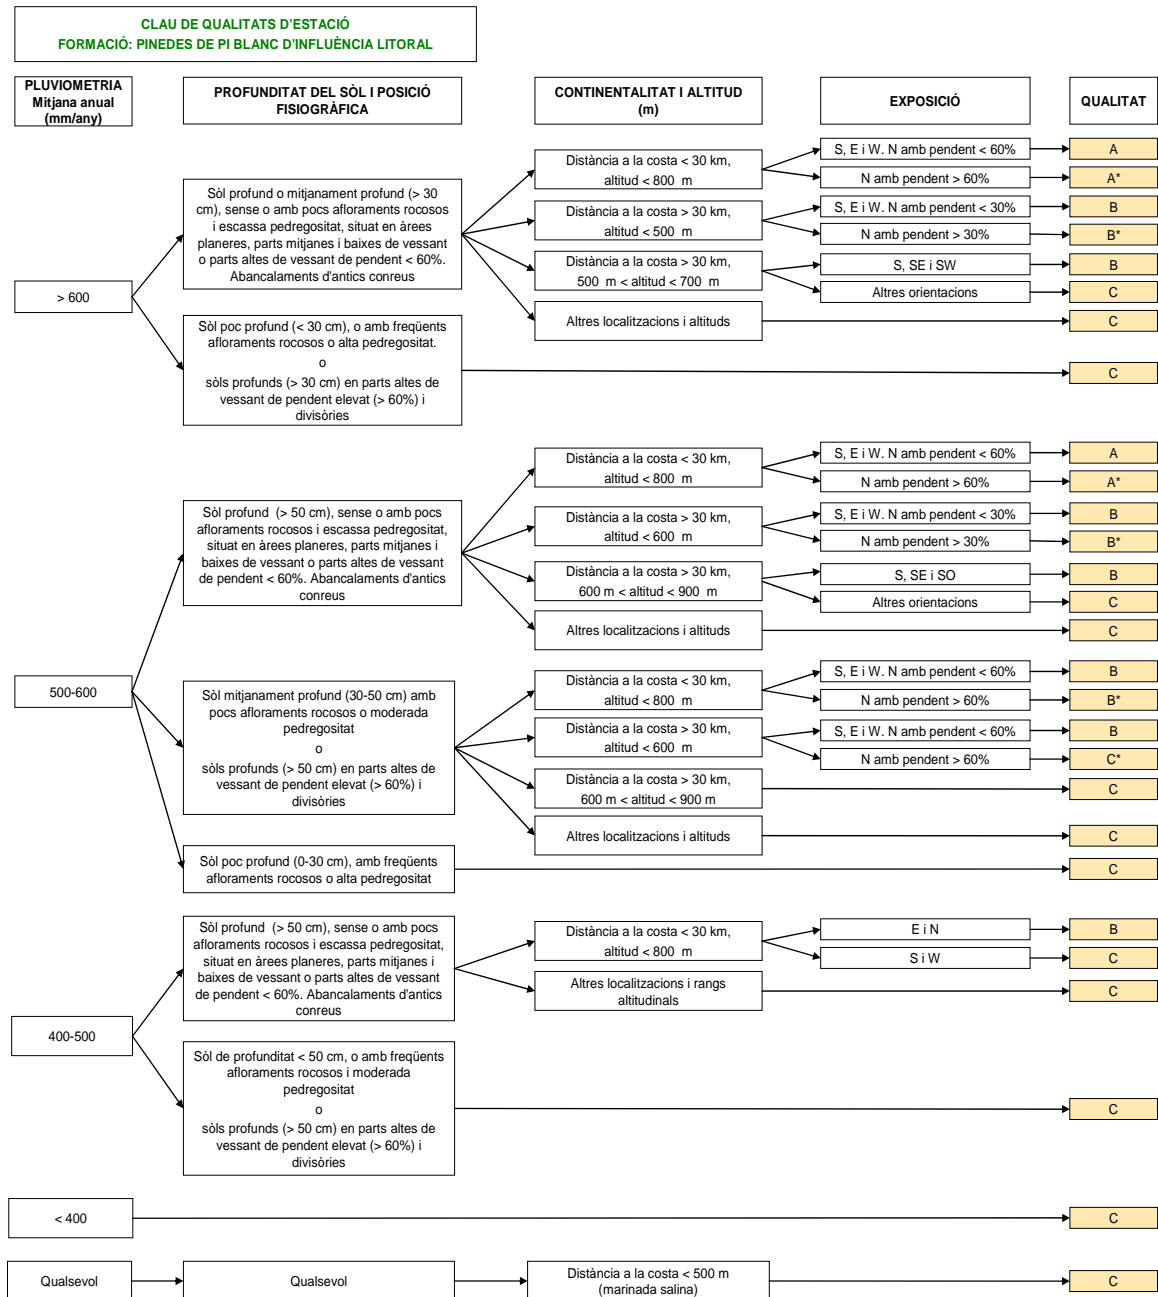 CLAU DE QUALITATS D'ESTACIÓ
FORMACIÓ: PINEDES DE PI BLANC D'INFLUÈNCIA LITORAL
PLUVIOMETRIA
Mitjana anual
(mm/any)
PROFUNDITAT DEL SÒL I POSICIÓ
FISIOGRÀFICA
CONTINENTALITAT I ALTITUD
(m)
EXPOSICIÓ
QUALITAT
> 600
Sòl profund o mitjanament profund (> 30
cm), sense o amb pocs afloraments rocosos
i escassa pedregositat, situat en àrees
planeres, parts mitjanes i baixes de vessant
o parts altes de vessant de pendent < 60%.
Abancalaments d'antics conreus
Distància a la costa < 30 km,
altitud < 800 m
S, E i W. N amb pendent < 60%
A
N amb pendent > 60%
A*
Distància a la costa > 30 km,
altitud < 500 m
S, E i W. N amb pendent < 30%
B
N amb pendent > 30%
B*
Distància a la costa > 30 km,
500 m < altitud < 700 m
S, SE i SW
B
Altres orientacions
C
Altres localitzacions i altituds
C
Sòl poc profund (< 30 cm), o amb freqüents
afloraments rocosos o alta pedregositat.
o
sòls profunds (> 30 cm) en parts altes de
vessant de pendent elevat (> 60%) i
divisòries
C
500-600
Sòl profund (> 50 cm), sense o amb pocs
afloraments rocosos i escassa pedregositat,
situat en àrees planeres, parts mitjanes i
baixes de vessant o parts altes de vessant
de pendent < 60%. Abancalaments d'antics
conreus
Distància a la costa < 30 km,
altitud < 800 m
S, E i W. N amb pendent < 60%
A
N amb pendent > 60%
A*
Distància a la costa > 30 km,
altitud < 600 m
S, E i W. N amb pendent < 30%
B
N amb pendent > 30%
B*
Distància a la costa > 30 km,
600 m < altitud < 900 m
S, SE i SO
B
Altres orientacions
C
Altres localitzacions i altituds
C
Sòl mitjanament profund (30-50 cm) amb
pocs afloraments rocosos o moderada
pedregositat
o
sòls profunds (> 50 cm) en parts altes de
vessant de pendent elevat (> 60%) i
divisòries
Distància a la costa < 30 km,
altitud < 800 m
S, E i W. N amb pendent < 60%
B
N amb pendent > 60%
B*
Distància a la costa > 30 km,
altitud < 600 m
S, E i W. N amb pendent < 60%
B
N amb pendent > 60%
C*
Distància a la costa > 30 km,
600 m < altitud < 900 m
C
Altres localitzacions i altituds
C
Sòl poc profund (0-30 cm), amb freqüents
afloraments rocosos o alta pedregositat
C
400-500
Sòl profund (> 50 cm), sense o amb pocs
afloraments rocosos i escassa pedregositat,
situat en àrees planeres, parts mitjanes i
baixes de vessant o parts altes de vessant
de pendent < 60%. Abancalaments d'antics
conreus
Distància a la costa < 30 km,
altitud < 800 m
E i N
B
S i W
C
Altres localitzacions i rangs
altitudinals
C
Sòl de profunditat < 50 cm, o amb freqüents
afloraments rocosos i moderada
pedregositat
o
sòls profunds (> 50 cm) en parts altes de
vessant de pendent elevat (> 60%) i
divisòries
C
< 400
C
Qualsevol
Qualsevol
Distància a la costa < 500 m
(marinada salina)
C